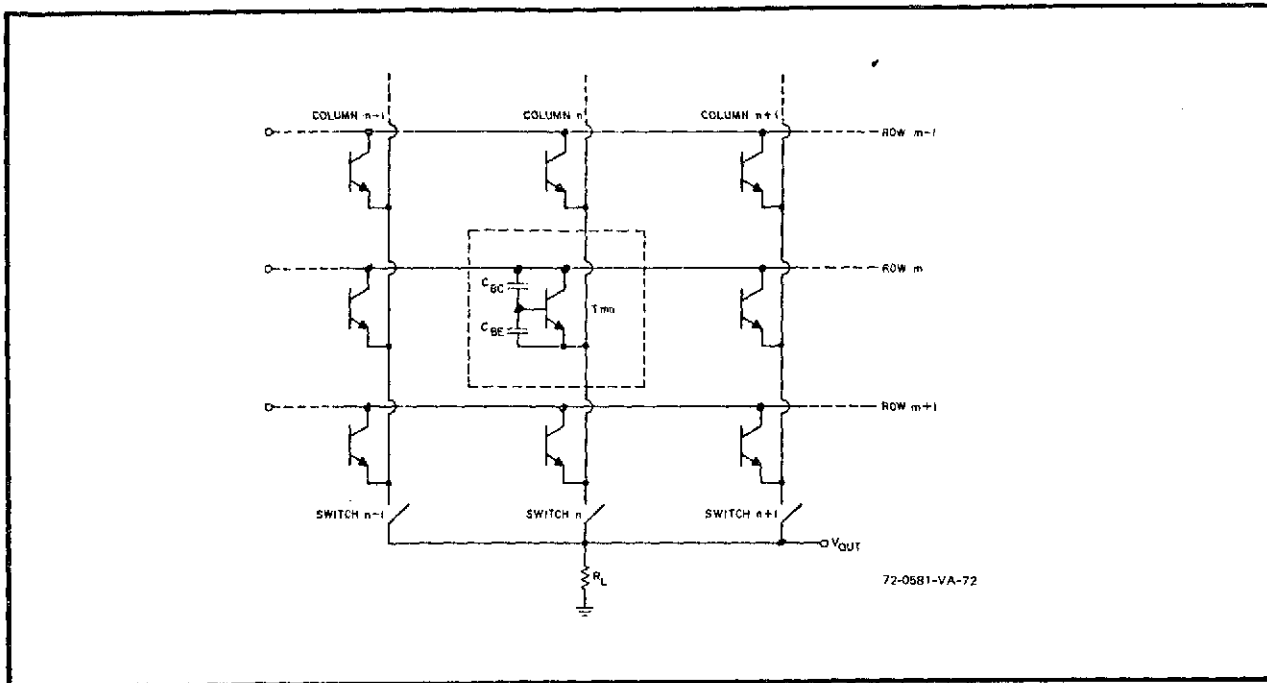 COLUMN n-1 COLUMN n COLUMN n+1
ROW m-1
ROW m
C_BC
Tmn
C_BE
ROW m+1
SWITCH n-1 SWITCH n SWITCH n+1
V_OUT
R_L
72-0581-VA-72